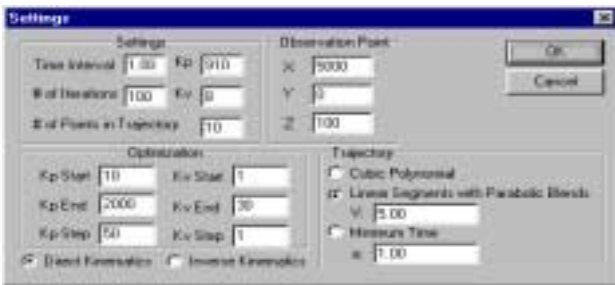 Settings
Settings
Time Interval 1.00 Kp 910
# of Iterations 100 Kv 8
# of Points in Trajectory 10
Observation Point
X 5000
Y 0
Z 100
OK
Cancel
Optimization
Kp Start 10 Kv Start 1
Kp End 2000 Kv End 30
Kp Step 50 Kv Step 1
Direct Kinematics Inverse Kinematics
Trajectory
Cubic Polynomial
Linear Segments with Parabolic Blends
V: 5.00
Minimum Time
a: 1.00